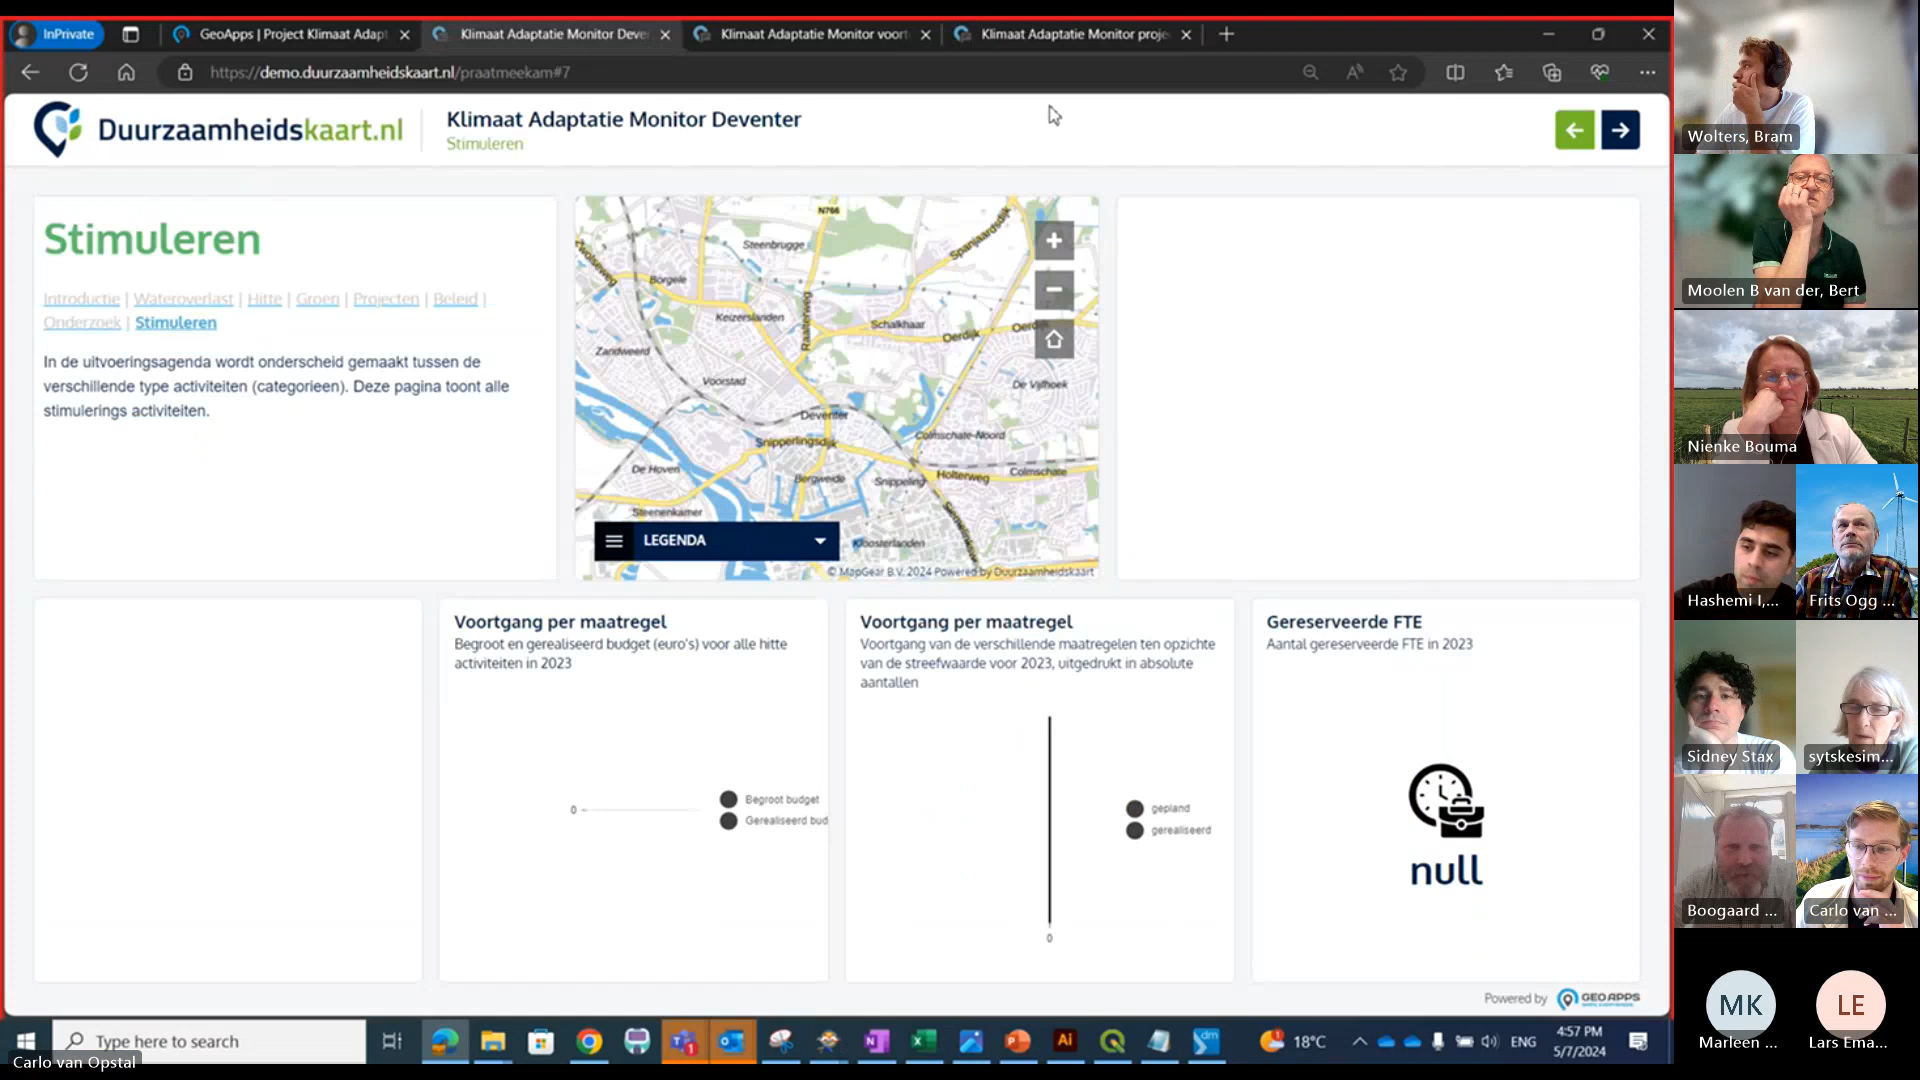 InPrivate
GeoApps | Project Klimaat Adapt
Klimaat Adaptatie Monitor Deve
Klimaat Adaptatie Monitor voort
Klimaat Adaptatie Monitor proje
https://demo.duurzaamheidskaart.nl/praatmeekam#7
Duurzaamheidskaart.nl
Klimaat Adaptatie Monitor Deventer
Stimuleren
Stimuleren
Introductie | Wateroverlast | Hitte | Groen | Projecten | Beleid |
Onderzoek | Stimuleren
In de uitvoeringsagenda wordt onderscheid gemaakt tussen de
verschillende type activiteiten (categorieen). Deze pagina toont alle
stimulerings activiteiten.
N766
Steenbrugge
Spanjaardsdijk
Zwolseweg
Borgele
Keizerslanden
Raalterweg
Schalkhaar
Oerdijk
Oerdijk
Zandweerd
Voorstad
De Vijfhoek
Deventer
Snipperlingsdijk
Colmschate-Noord
De Hoven
Bergweide
Snippeling
Holterweg
Colmschate
Steenenkamer
Kloosterlanden
LEGENDA
© MapGear B.V. 2024 Powered by Duurzaamheidskaart
Voortgang per maatregel
Begroot en gerealiseerd budget (euro's) voor alle hitte
activiteiten in 2023
0
Begroot budget
Gerealiseerd bud
Voortgang per maatregel
Voortgang van de verschillende maatregelen ten opzichte
van de streefwaarde voor 2023, uitgedrukt in absolute
aantallen
gepland
gerealiseerd
0
Gereserveerde FTE
Aantal gereserveerde FTE in 2023
null
Powered by GEOAPPS
Type here to search
18°C
ENG
4:57 PM
5/7/2024
Carlo van Opstal
Wolters, Bram
Moolen B van der, Bert
Nienke Bouma
Hashemi I,...
Frits Ogg ...
Sidney Stax
sytskesim...
Boogaard ...
Carlo van ...
MK
LE
Marleen ...
Lars Ema...